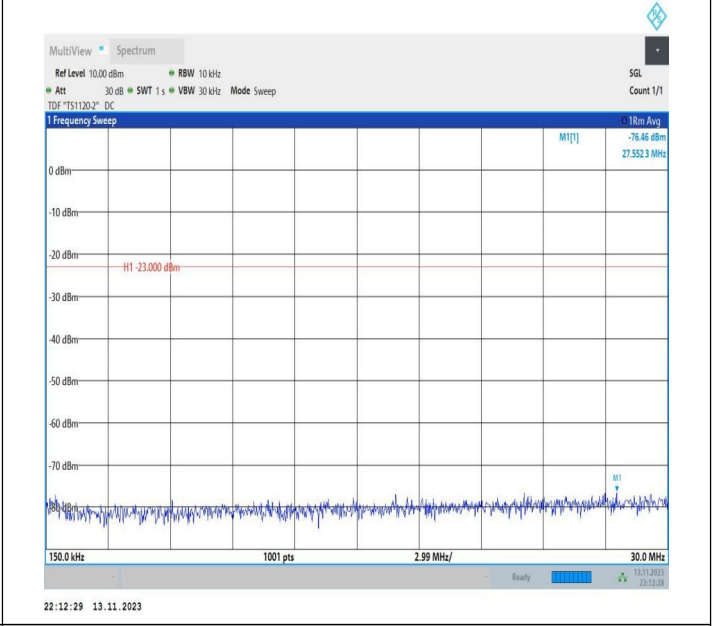 MultiView Spectrum
Ref Level 10.00 dBm RBW 10 kHz SGL
Att 30 dB SWT 1 s VBW 30 kHz Mode Sweep Count 1/1
TDF "TS1120-2" DC
1 Frequency Sweep 1Rm Avg
M1[1] -76.46 dBm
27.552 3 MHz
0 dBm
-10 dBm
-20 dBm
H1 -23.000 dBm
-30 dBm
-40 dBm
-50 dBm
-60 dBm
-70 dBm
M1
-80 dBm
150.0 kHz 1001 pts 2.99 MHz/ 30.0 MHz
Ready 13.11.2023
22:12:28
22:12:29 13.11.2023